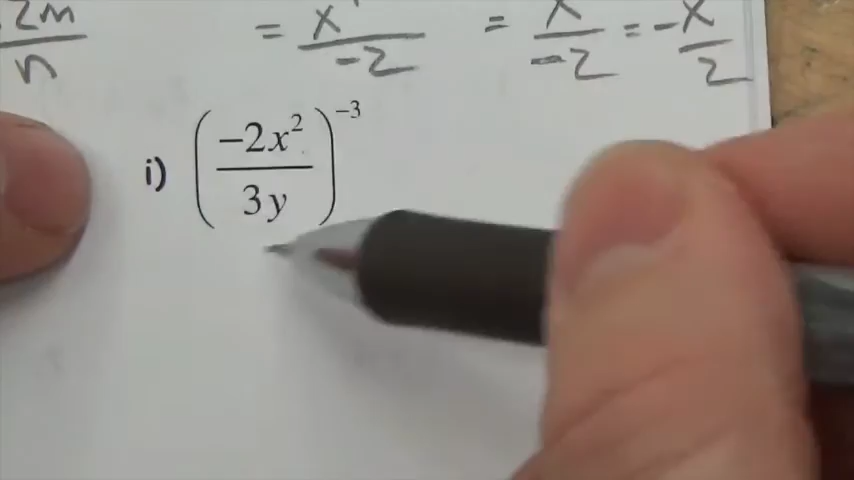 2m/n = x/-2 = x/-2 = -x/2
i) (-2x²/3y)⁻³